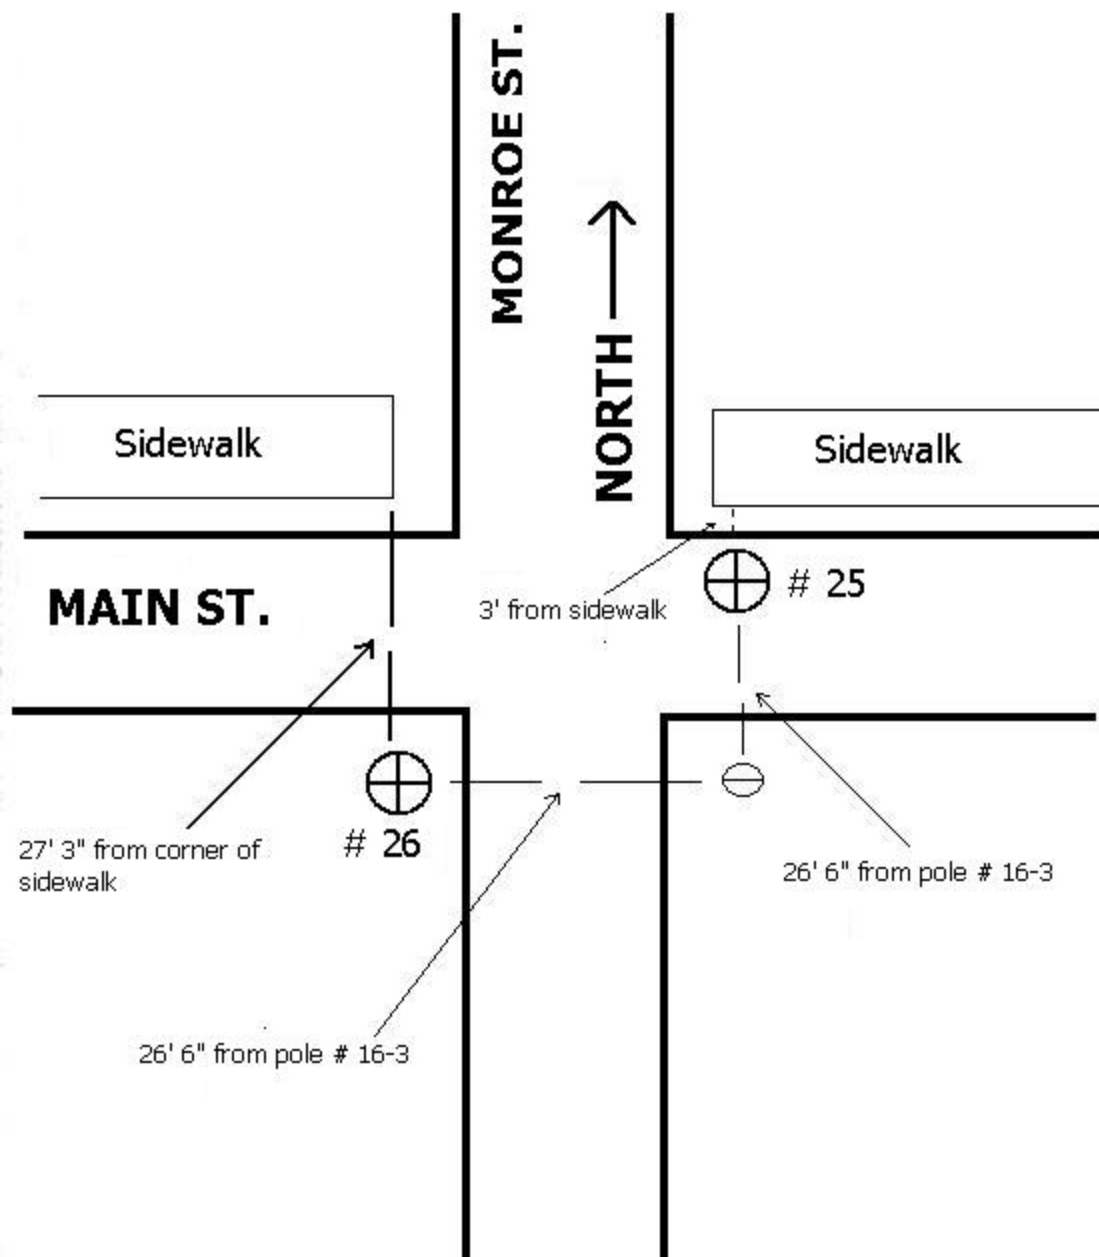 MONROE ST.
NORTH
Sidewalk
Sidewalk
MAIN ST.
3' from sidewalk
# 25
27' 3" from corner of
sidewalk
# 26
26' 6" from pole # 16-3
26' 6" from pole # 16-3